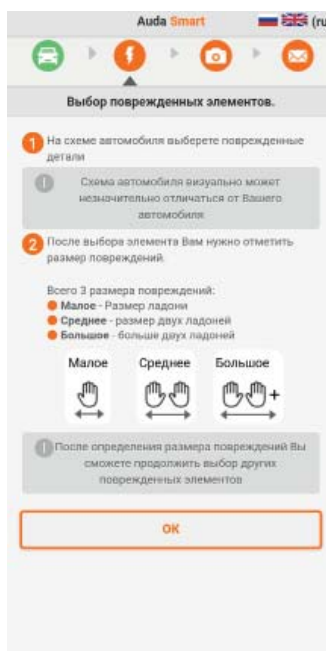 Auda Smart (ru
Выбор поврежденных элементов.
1 На схеме автомобиля выберете поврежденные
детали
Схема автомобиля визуально может
незначительно отличаться от Вашего
автомобиля
2 После выбора элемента Вам нужно отметить
размер повреждений.
Всего 3 размера повреждений:
Малое - Размер ладони
Среднее - размер двух ладоней
Большое - больше двух ладоней
Малое Среднее Большое
+
После определения размера повреждений Вы
сможете продолжить выбор других
поврежденных элементов
ОК